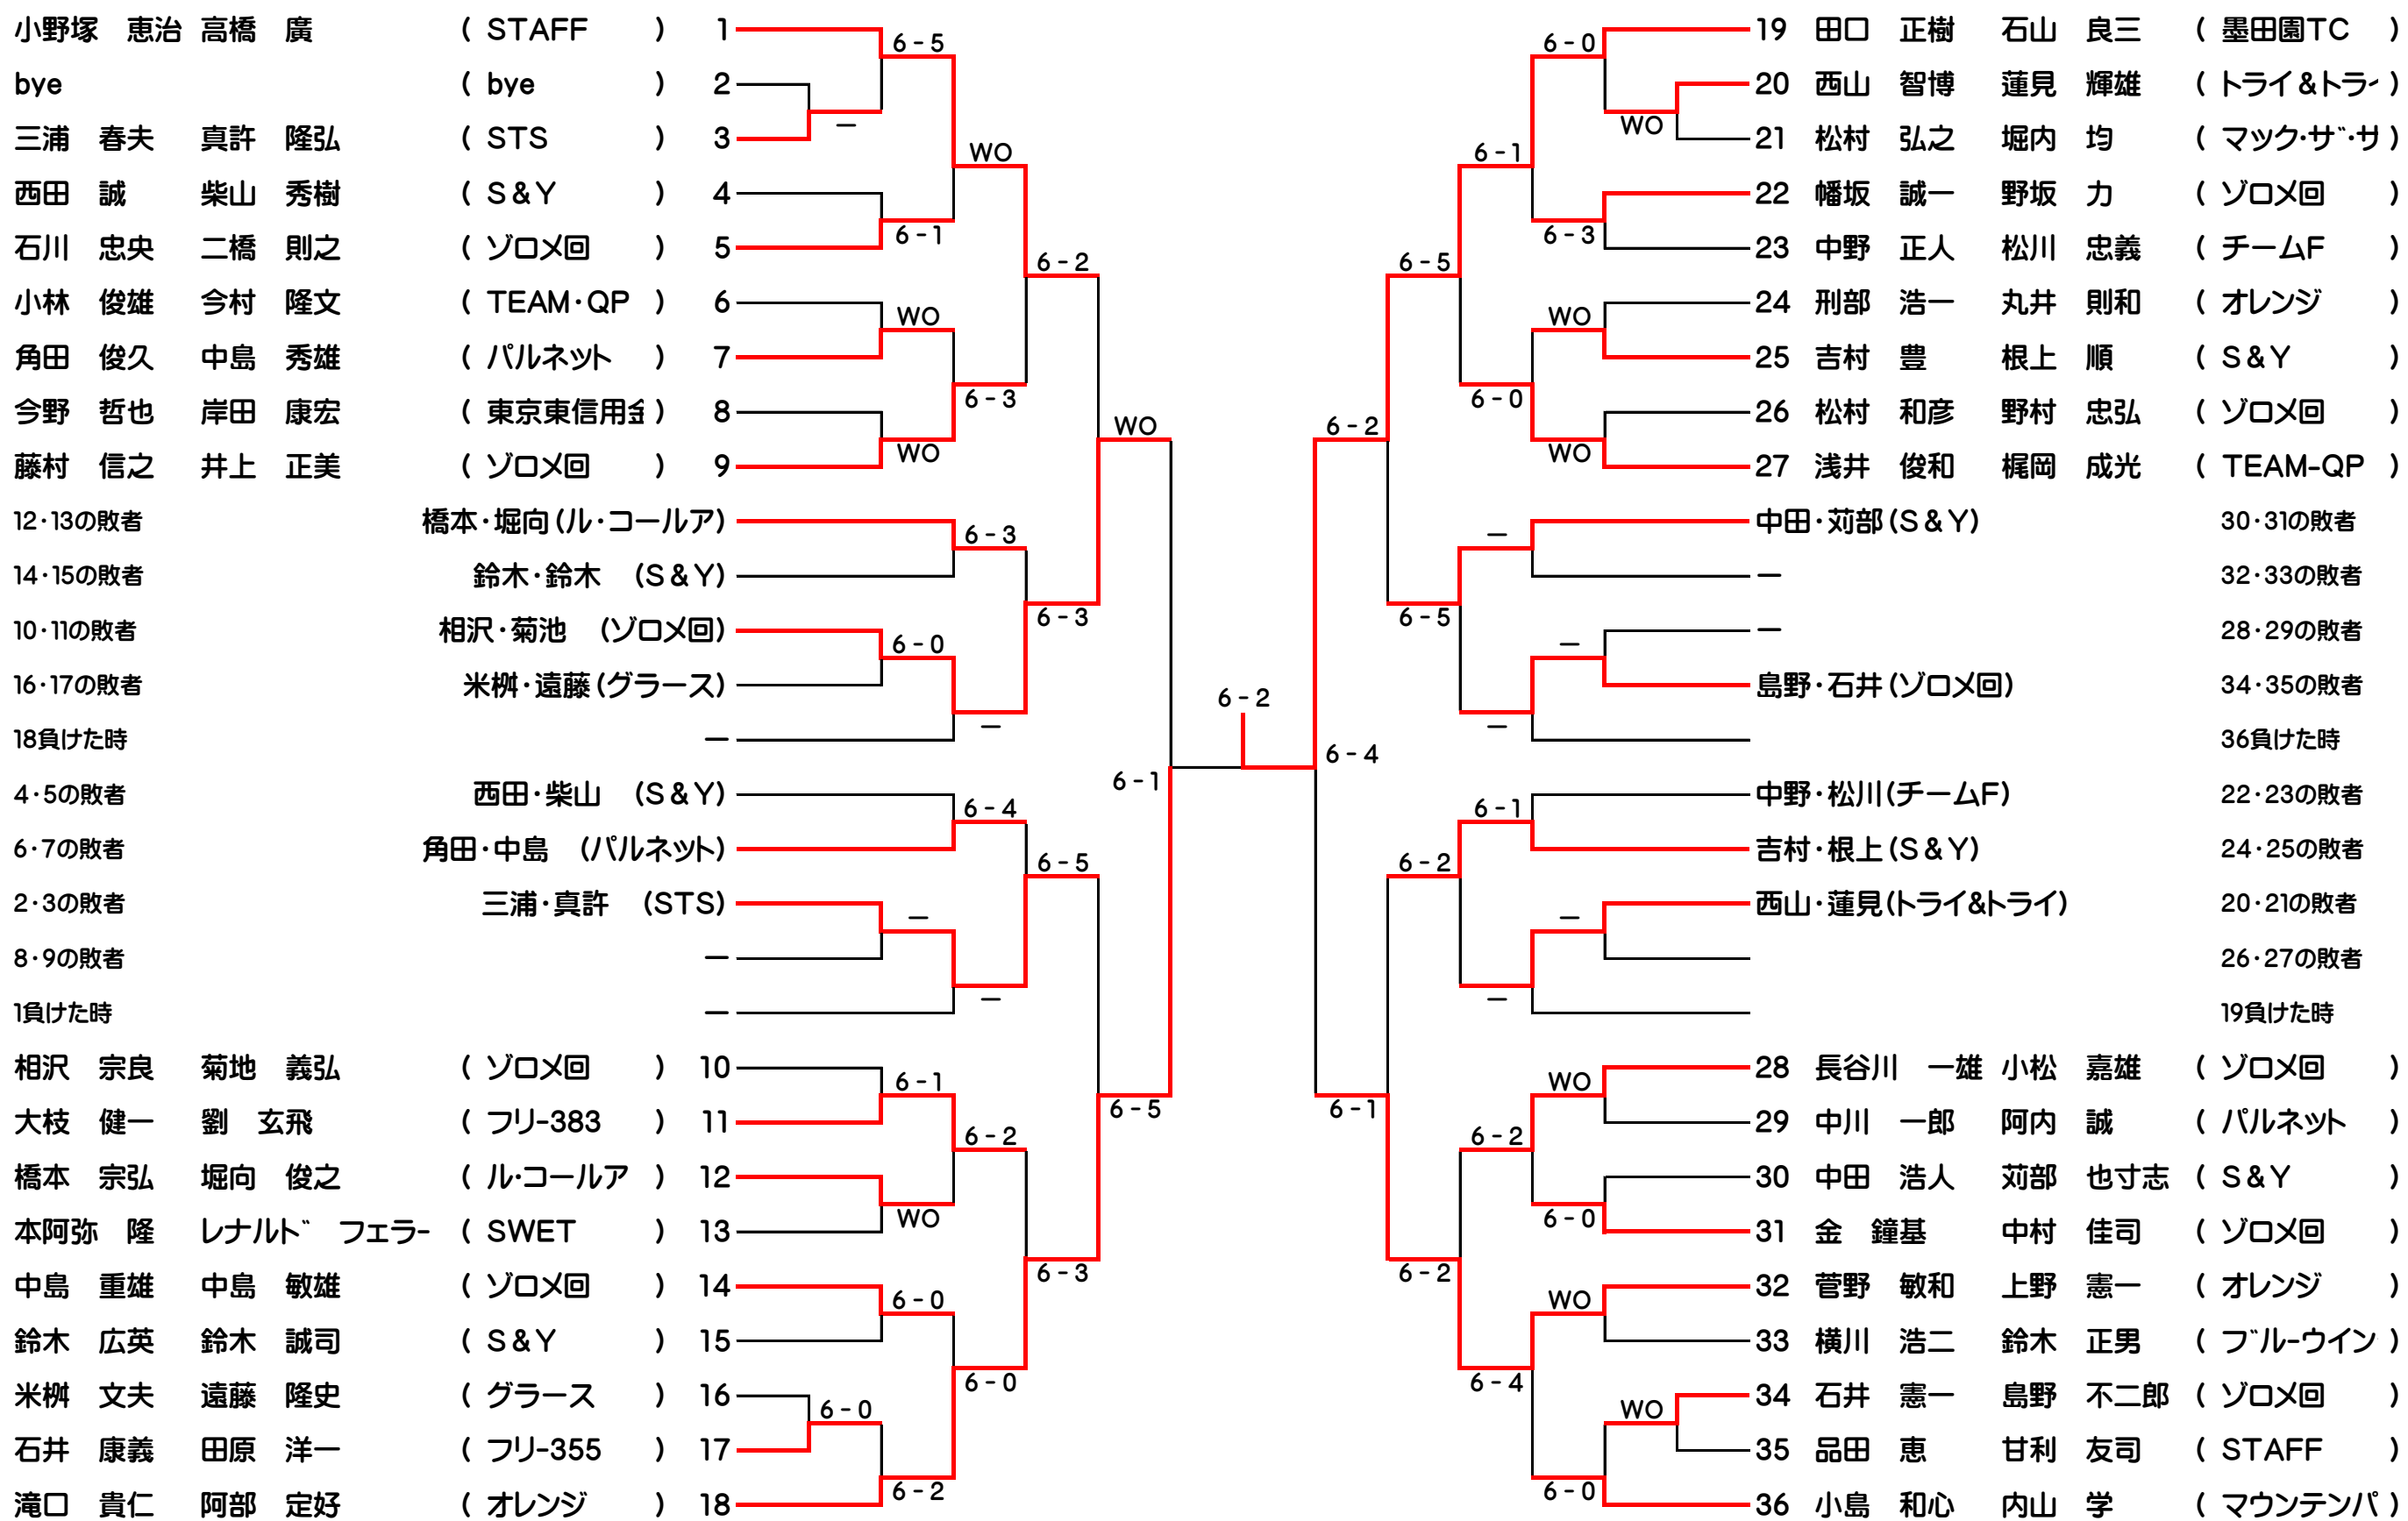 小野塚 恵治 高橋 廣 ( STAFF ) 1
bye ( bye ) 2
三浦 春夫 真許 隆弘 ( STS ) 3
西田 誠 柴山 秀樹 ( S&Y ) 4
石川 忠央 二橋 則之 ( ゾロメ回 ) 5
小林 俊雄 今村 隆文 ( TEAM・QP ) 6
角田 俊久 中島 秀雄 ( パルネット ) 7
今野 哲也 岸田 康宏 ( 東京東信用金 ) 8
藤村 信之 井上 正美 ( ゾロメ回 ) 9
12・13の敗者 橋本・堀向(ル・コールア)
14・15の敗者 鈴木・鈴木 (S&Y)
10・11の敗者 相沢・菊池 (ゾロメ回)
16・17の敗者 米桝・遠藤(グラース)
18負けた時 ー
4・5の敗者 西田・柴山 (S&Y)
6・7の敗者 角田・中島 (パルネット)
2・3の敗者 三浦・真許 (STS)
8・9の敗者 ー
1負けた時 ー
相沢 宗良 菊地 義弘 ( ゾロメ回 ) 10
大枝 健一 劉 玄飛 ( フリ-383 ) 11
橋本 宗弘 堀向 俊之 ( ル・コールア ) 12
本阿弥 隆 レナルド フェラー ( SWET ) 13
中島 重雄 中島 敏雄 ( ゾロメ回 ) 14
鈴木 広英 鈴木 誠司 ( S&Y ) 15
米桝 文夫 遠藤 隆史 ( グラース ) 16
石井 康義 田原 洋一 ( フリ-355 ) 17
滝口 貴仁 阿部 定好 ( オレンジ ) 18
6-5
ー
WO
6-1
6-2
WO
6-3
WO
WO
6-3
6-3
6-0
ー
6-1
6-4
6-5
ー
ー
6-1
6-5
6-2
WO
6-3
6-0
6-0
6-0
6-2
6-2
6-0
WO
6-1
6-3
6-5
WO
6-2
6-0
WO
ー
6-5
ー
ー
6-4
6-1
6-2
ー
ー
WO
6-1
6-2
6-0
6-2
WO
6-4
WO
6-0
19 田口 正樹 石山 良三 ( 墨田園TC )
20 西山 智博 蓮見 輝雄 ( トライ&トライ )
21 松村 弘之 堀内 均 ( マック・ザ・ザ )
22 幡坂 誠一 野坂 力 ( ゾロメ回 )
23 中野 正人 松川 忠義 ( チームF )
24 刑部 浩一 丸井 則和 ( オレンジ )
25 吉村 豊 根上 順 ( S&Y )
26 松村 和彦 野村 忠弘 ( ゾロメ回 )
27 浅井 俊和 梶岡 成光 ( TEAM-QP )
中田・苅部(S&Y) 30・31の敗者
ー 32・33の敗者
ー 28・29の敗者
島野・石井(ゾロメ回) 34・35の敗者
36負けた時
中野・松川(チームF) 22・23の敗者
吉村・根上(S&Y) 24・25の敗者
西山・蓮見(トライ&トライ) 20・21の敗者
26・27の敗者
19負けた時
28 長谷川 一雄 小松 嘉雄 ( ゾロメ回 )
29 中川 一郎 阿内 誠 ( パルネット )
30 中田 浩人 苅部 也寸志 ( S&Y )
31 金 鐘基 中村 佳司 ( ゾロメ回 )
32 菅野 敏和 上野 憲一 ( オレンジ )
33 横川 浩二 鈴木 正男 ( ブル-ウイン )
34 石井 憲一 島野 不二郎 ( ゾロメ回 )
35 品田 恵 甘利 友司 ( STAFF )
36 小島 和心 内山 学 ( マウンテンパ )